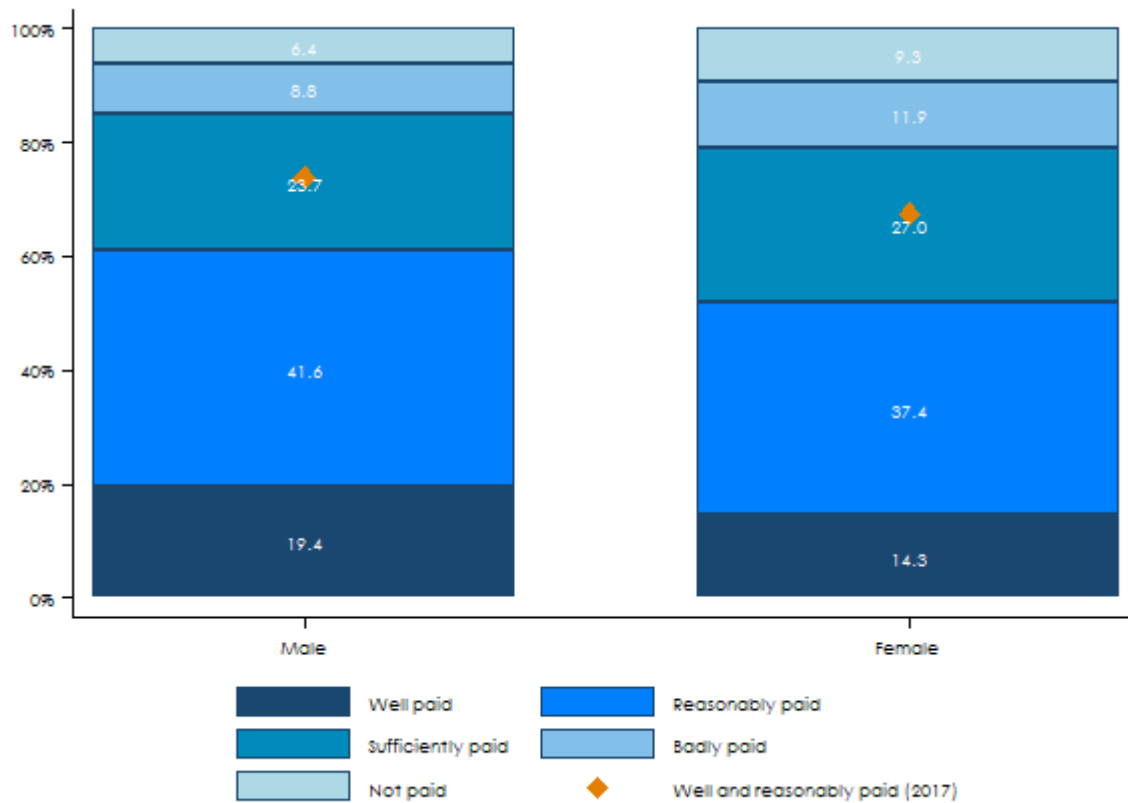 100%
80%
60%
40%
20%
0%
6.4
8.8
23.7
41.6
19.4
9.3
11.9
27.0
37.4
14.3
Male
Female
Well paid
Reasonably paid
Sufficiently paid
Badly paid
Not paid
Well and reasonably paid (2017)